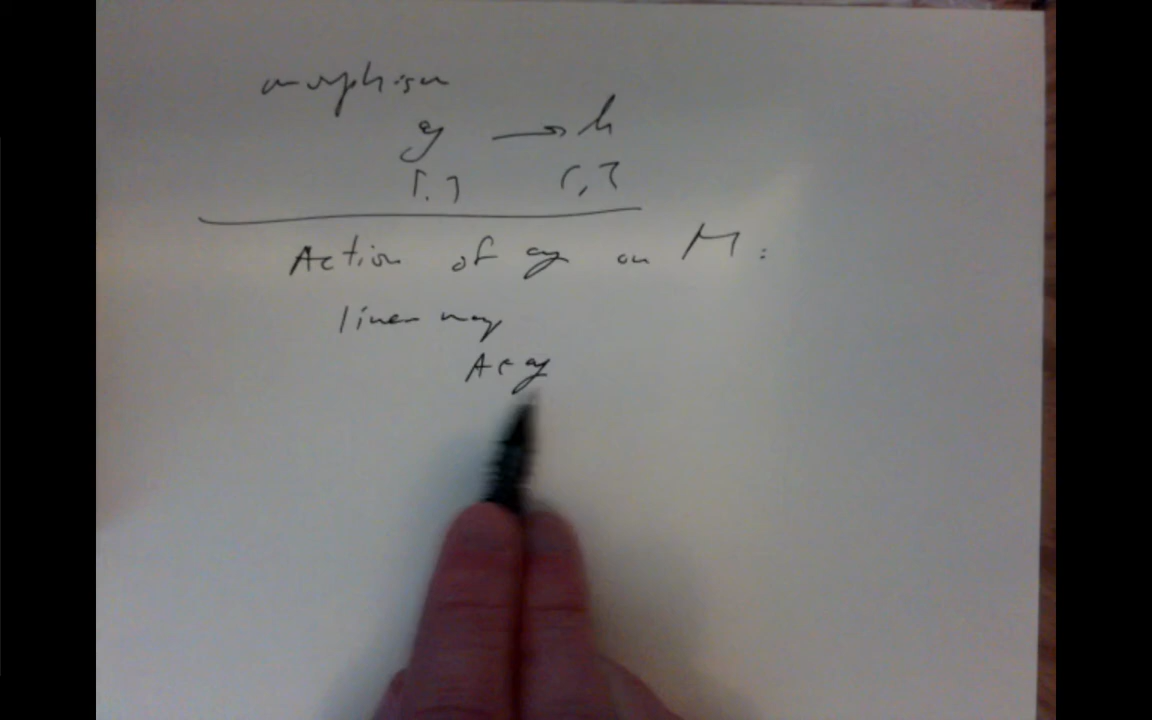 morphism
𝔤 → h
[,] [,]
Action of 𝔤 on M:
linear map
A ∈ 𝔤